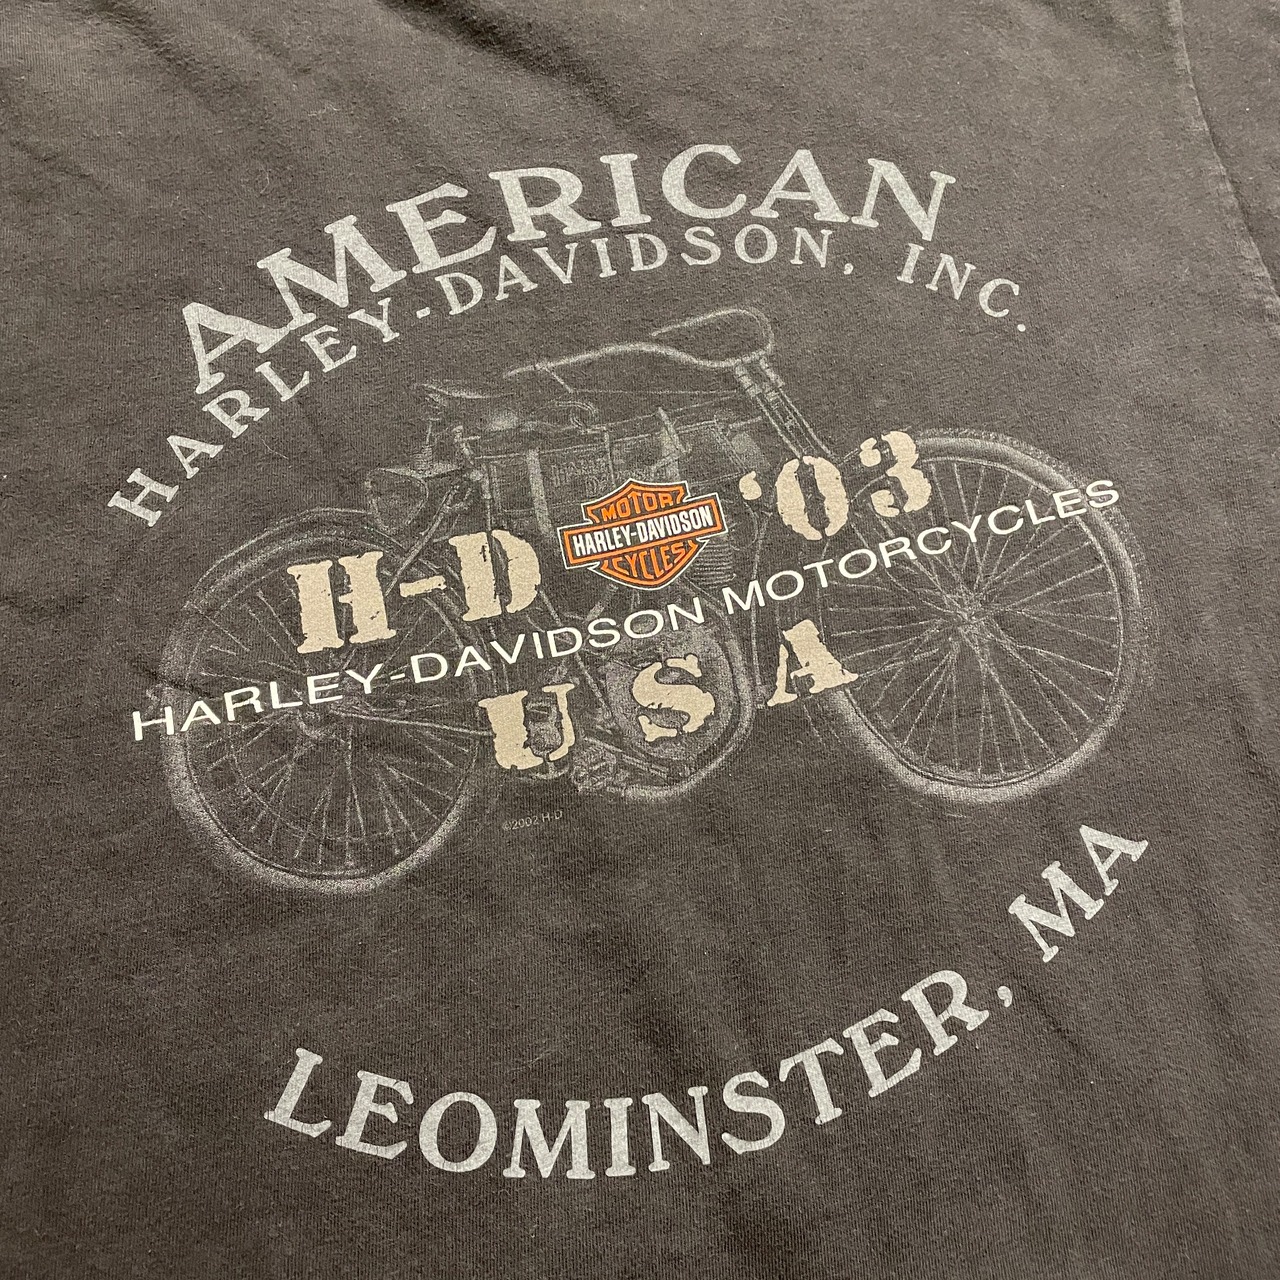 AMERICAN
HARLEY-DAVIDSON, INC.
H-D
MOTOR
HARLEY-DAVIDSON
CYCLES
'03
HARLEY-DAVIDSON MOTORCYCLES
USA
©2002 H-D
LEOMINSTER, MA